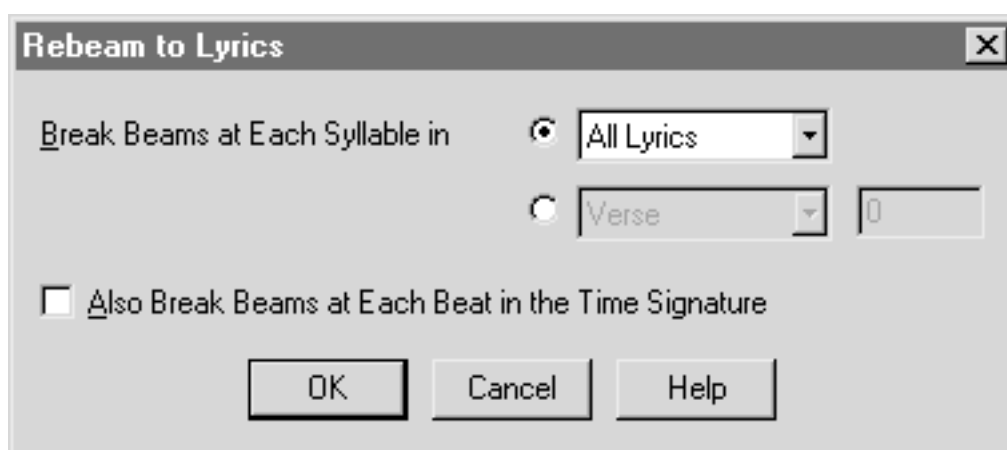 Rebeam to Lyrics
Break Beams at Each Syllable in
All Lyrics
Verse
0
Also Break Beams at Each Beat in the Time Signature
OK
Cancel
Help